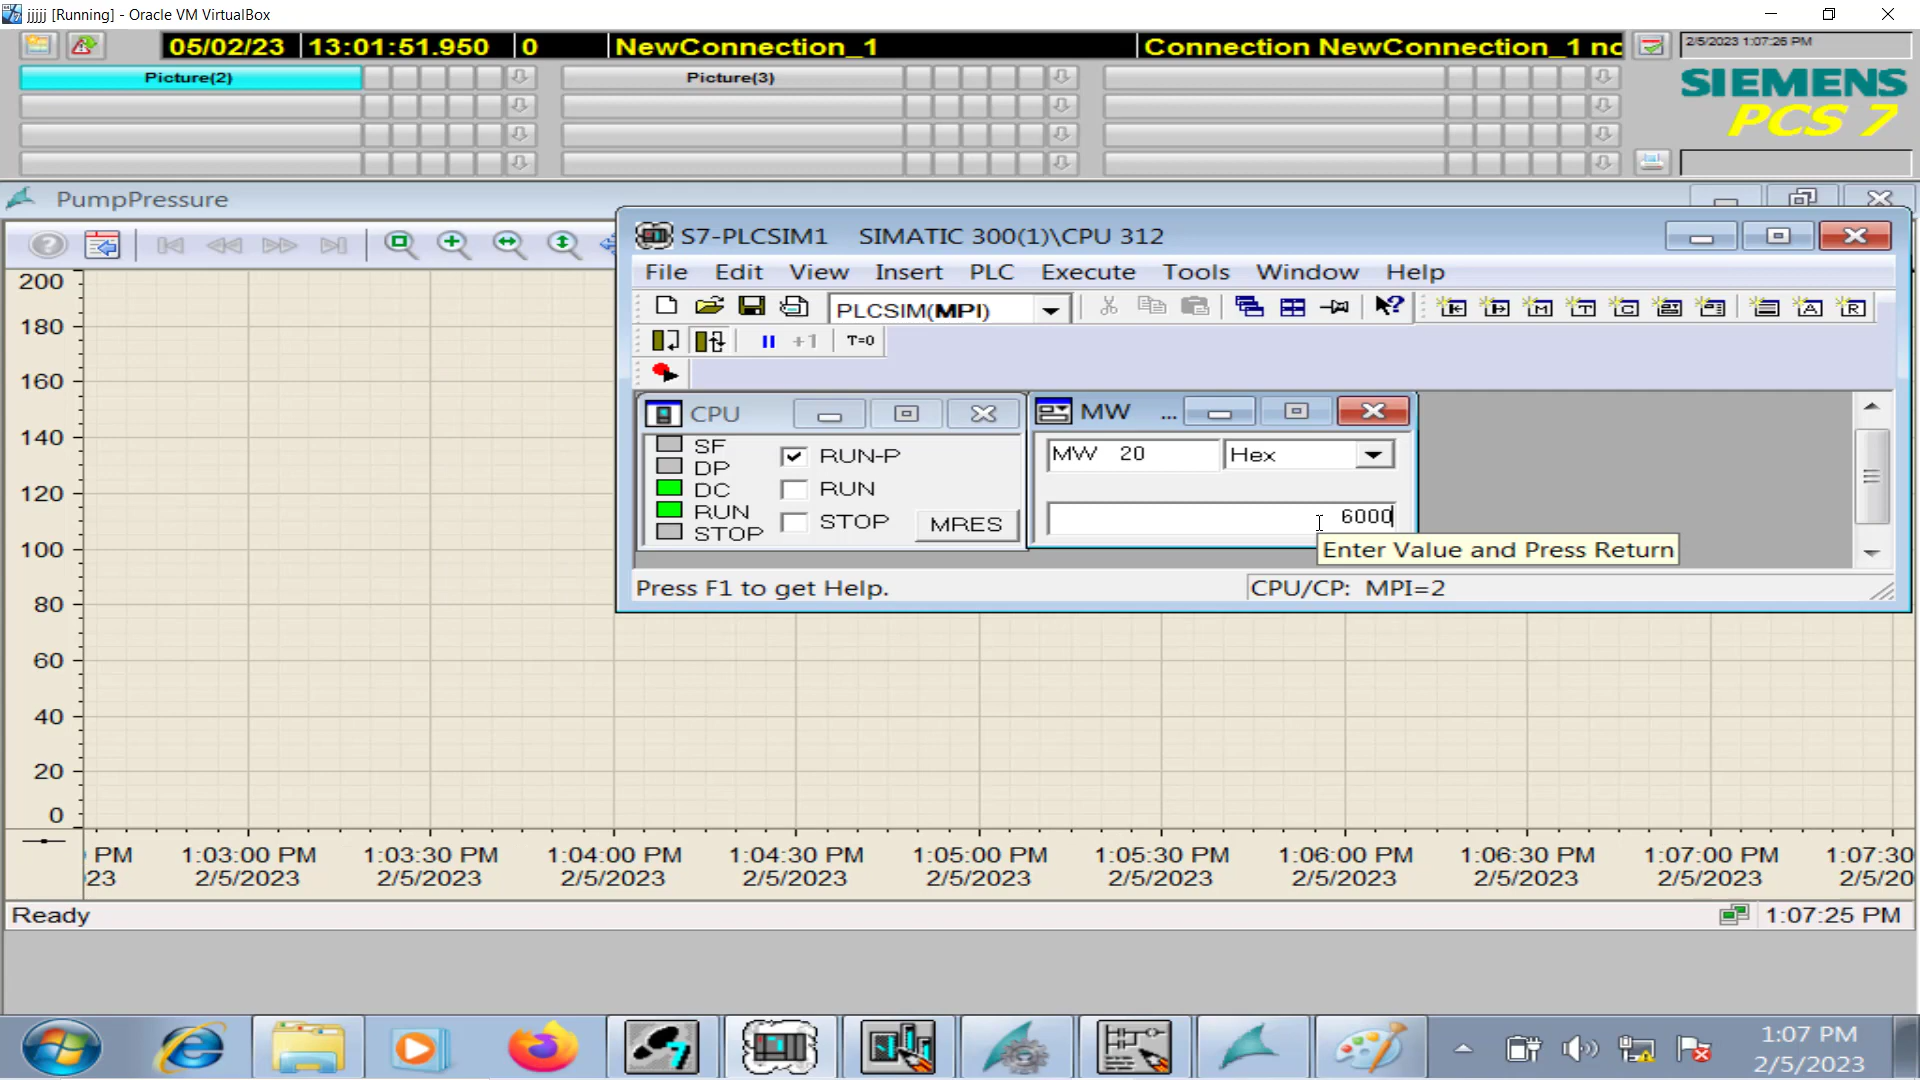 jjjjj [Running] - Oracle VM VirtualBox
05/02/23 13:01:51.950 0 NewConnection_1 Connection NewConnection_1 nc
2/5/2023 1:07:26 PM
Picture(2) Picture(3)
SIEMENS
PCS 7
PumpPressure
S7-PLCSIM1 SIMATIC 300(1)\CPU 312
File Edit View Insert PLC Execute Tools Window Help
PLCSIM(MPI)
+1 T=0
CPU
SF
DP
DC
RUN
STOP
RUN-P
RUN
STOP
MRES
MW ...
MW 20 Hex
6000
Enter Value and Press Return
Press F1 to get Help. CPU/CP: MPI=2
200
180
160
140
120
100
80
60
40
20
0
PM 1:03:00 PM 1:03:30 PM 1:04:00 PM 1:04:30 PM 1:05:00 PM 1:05:30 PM 1:06:00 PM 1:06:30 PM 1:07:00 PM 1:07:30
23 2/5/2023 2/5/2023 2/5/2023 2/5/2023 2/5/2023 2/5/2023 2/5/2023 2/5/2023 2/5/2023 2/5/20
Ready 1:07:25 PM
1:07 PM
2/5/2023